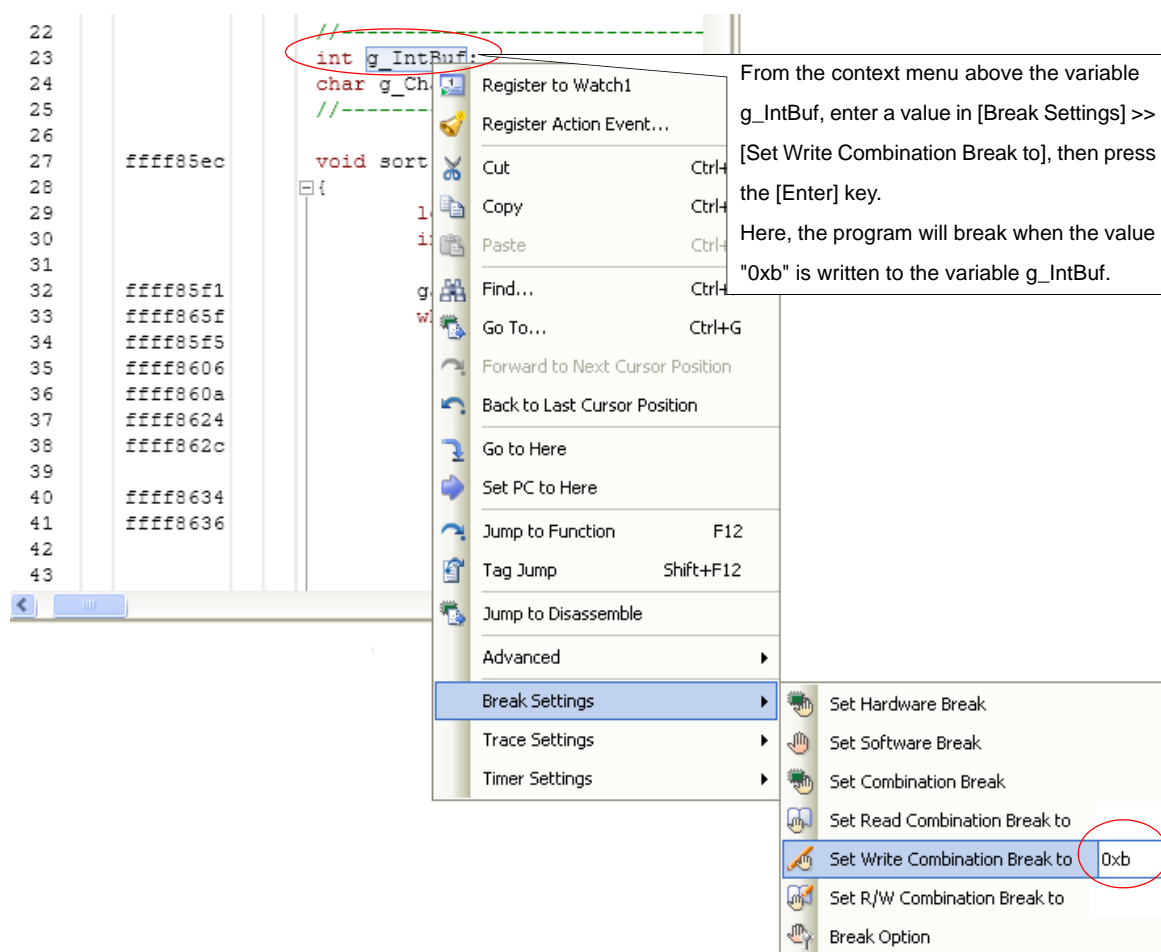 22 //----------------------------------
23 int g_IntBuf;
24 char g_Ch
25 //-------
26
27 ffff85ec void sort
28 {
29
30
31
32 ffff85f1
33 ffff865f
34 ffff85f5
35 ffff8606
36 ffff860a
37 ffff8624
38 ffff862c
39
40 ffff8634
41 ffff8636
42
43
Register to Watch1
Register Action Event...
Cut Ctrl+
Copy Ctrl+
Paste Ctrl+
Find... Ctrl+
Go To... Ctrl+G
Forward to Next Cursor Position
Back to Last Cursor Position
Go to Here
Set PC to Here
Jump to Function F12
Tag Jump Shift+F12
Jump to Disassemble
Advanced
Break Settings
Trace Settings
Timer Settings
Set Hardware Break
Set Software Break
Set Combination Break
Set Read Combination Break to
Set Write Combination Break to 0xb
Set R/W Combination Break to
Break Option
From the context menu above the variable
g_IntBuf, enter a value in [Break Settings] >>
[Set Write Combination Break to], then press
the [Enter] key.
Here, the program will break when the value
"0xb" is written to the variable g_IntBuf.